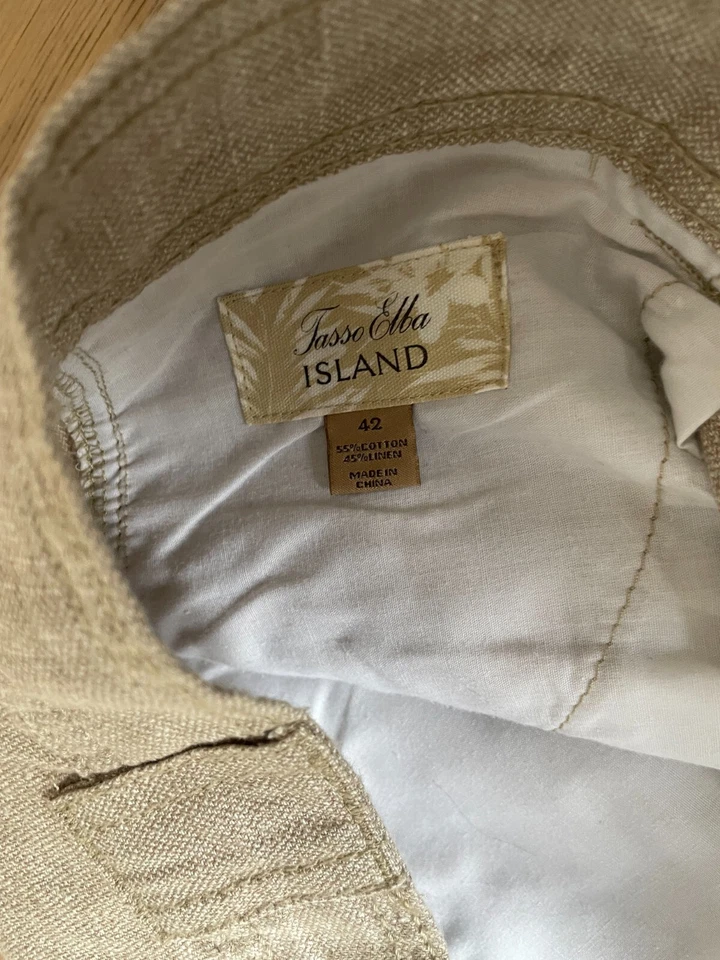 Tasso Elba
ISLAND
42
55%COTTON
45%LINEN
MADE IN
CHINA